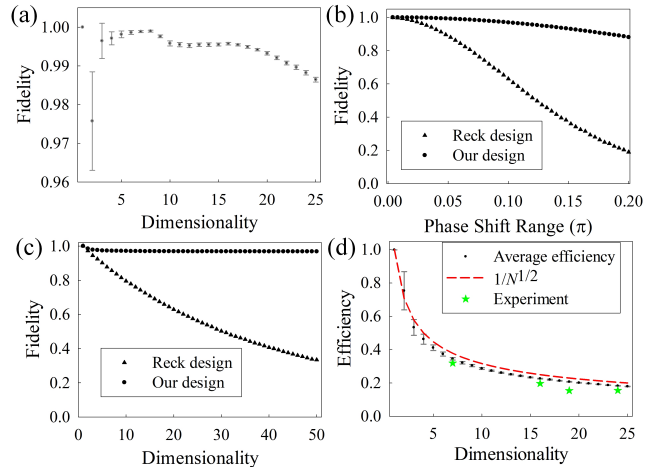 (a)
1.00
0.99
0.98
0.97
0.96
Fidelity
5 10 15 20 25
Dimensionality
(b)
1.0
0.8
0.6
0.4
0.2
0.0
Fidelity
Reck design
Our design
0.00 0.05 0.10 0.15 0.20
Phase Shift Range (π)
(c)
1.0
0.8
0.6
0.4
0.2
0.0
Fidelity
Reck design
Our design
0 10 20 30 40 50
Dimensionality
(d)
1.0
0.8
0.6
0.4
0.2
0.0
Efficiency
Average efficiency
1/N^1/2
Experiment
5 10 15 20 25
Dimensionality